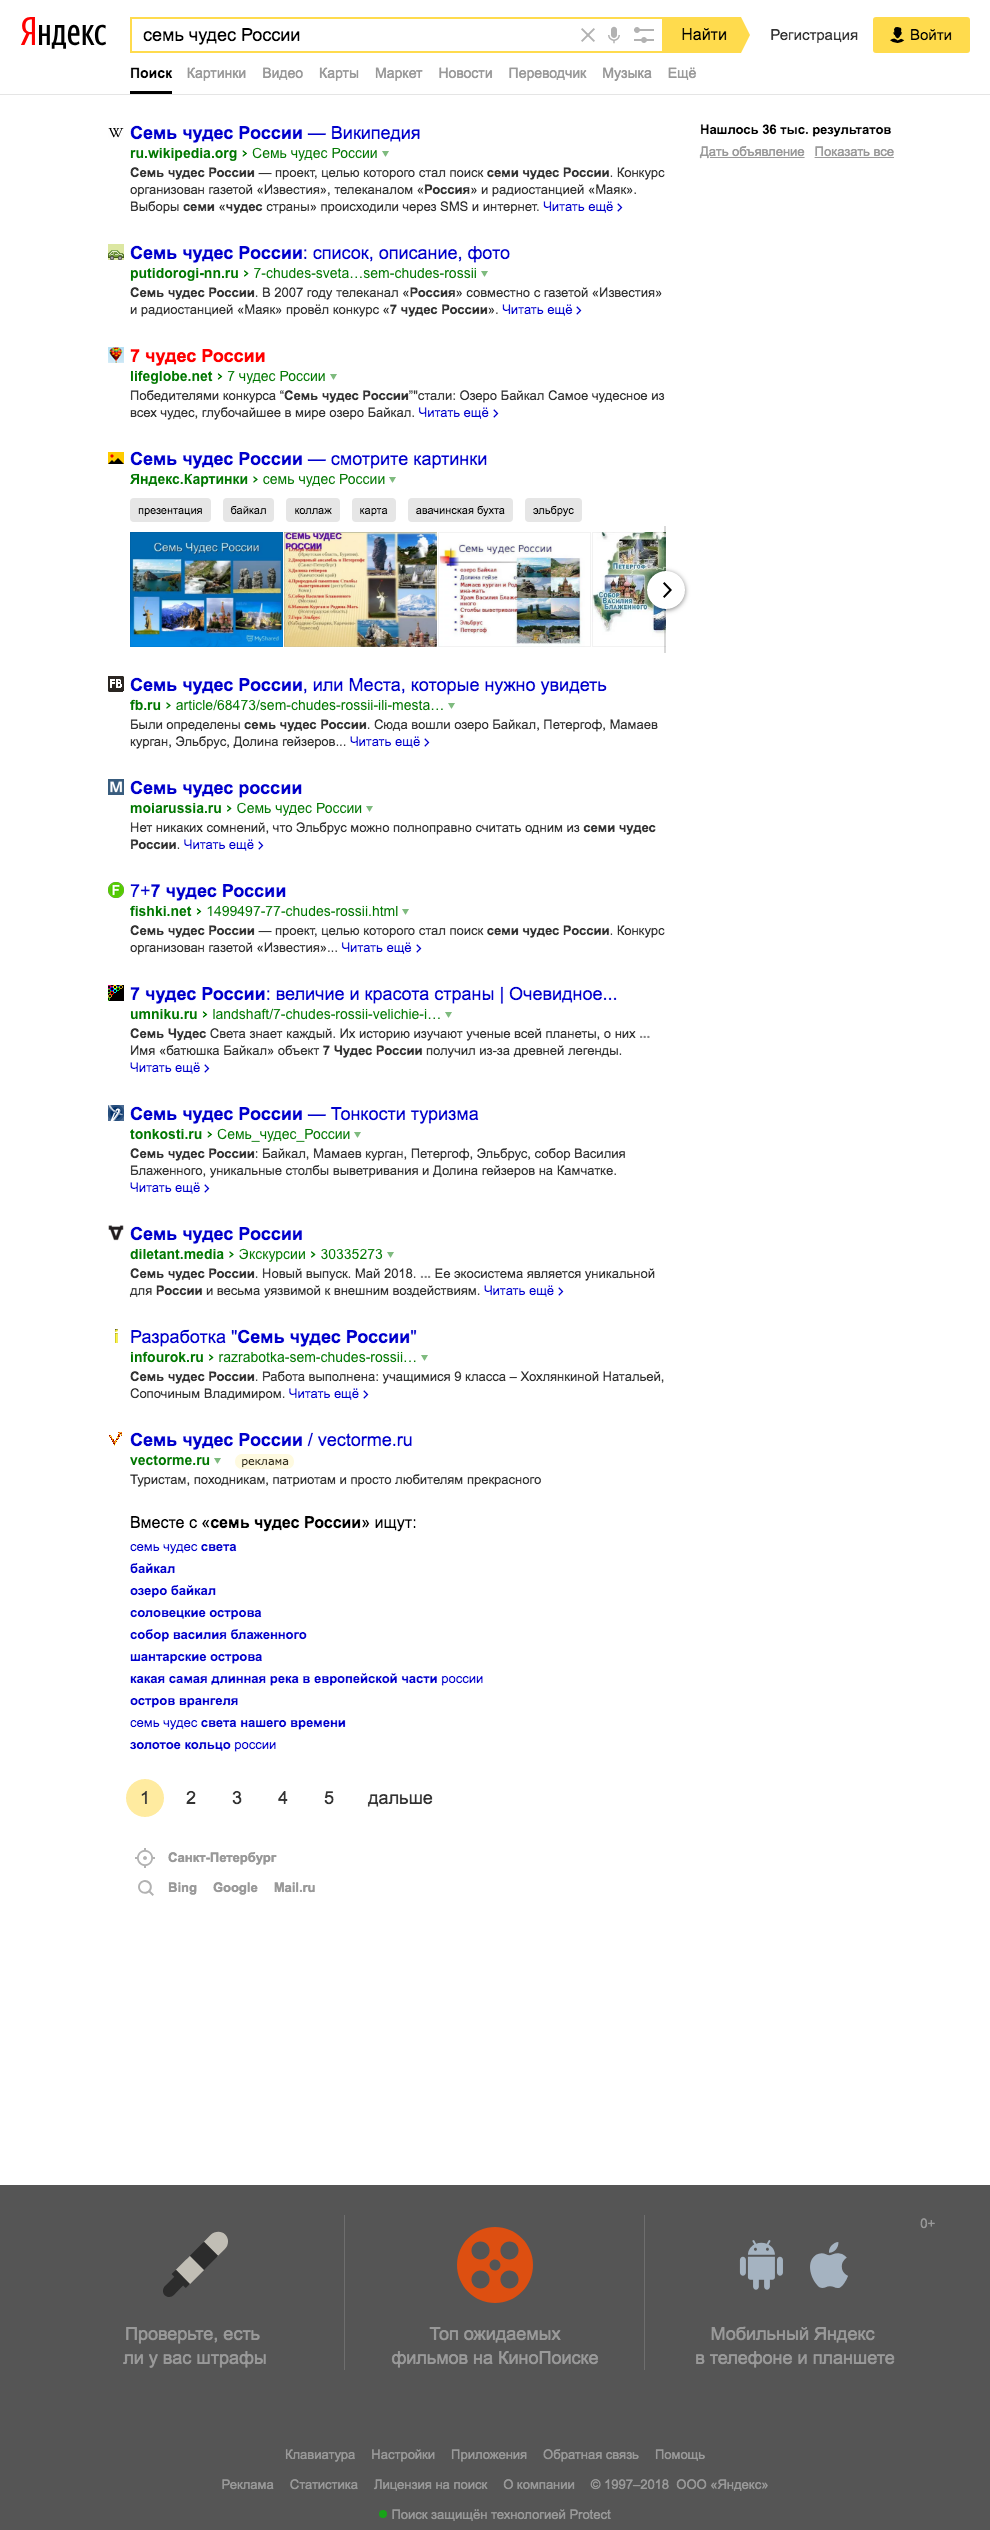 Яндекс
семь чудес России
Найти
Регистрация
Войти
Поиск Картинки Видео Карты Маркет Новости Переводчик Музыка Ещё
Нашлось 36 тыс. результатов
Дать объявление Показать все
Семь чудес России — Википедия
ru.wikipedia.org › Семь чудес России
Семь чудес России — проект, целью которого стал поиск семи чудес России. Конкурс
организован газетой «Известия», телеканалом «Россия» и радиостанцией «Маяк».
Выборы семи «чудес страны» происходили через SMS и интернет. Читать ещё ›
Семь чудес России: список, описание, фото
putidorogi-nn.ru › 7-chudes-sveta…sem-chudes-rossii
Семь чудес России. В 2007 году телеканал «Россия» совместно с газетой «Известия»
и радиостанцией «Маяк» провёл конкурс «7 чудес России». Читать ещё ›
7 чудес России
lifeglobe.net › 7 чудес России
Победителями конкурса “Семь чудес России”"стали: Озеро Байкал Самое чудесное из
всех чудес, глубочайшее в мире озеро Байкал. Читать ещё ›
Семь чудес России — смотрите картинки
Яндекс.Картинки › семь чудес России
презентация байкал коллаж карта авачинская бухта эльбрус
Семь Чудес России
MyShared
СЕМЬ ЧУДЕС
РОССИИ
Семь чудес России
озеро байкал
Долина гейзе
Мамаев курган и Род
ина-мать
Храм Василия Блажен
ного
Столбы выветриван
Эльбрус
Петергоф
ПЕТЕРГОФ
СОБОР
ВАСИЛИЯ
БЛАЖЕННОГО
Семь чудес России, или Места, которые нужно увидеть
fb.ru › article/68473/sem-chudes-rossii-ili-mesta…
Были определены семь чудес России. Сюда вошли озеро Байкал, Петергоф, Мамаев
курган, Эльбрус, Долина гейзеров... Читать ещё ›
Семь чудес россии
moiarussia.ru › Семь чудес России
Нет никаких сомнений, что Эльбрус можно полноправно считать одним из семи чудес
России. Читать ещё ›
7+7 чудес России
fishki.net › 1499497-77-chudes-rossii.html
Семь чудес России — проект, целью которого стал поиск семи чудес России. Конкурс
организован газетой «Известия»... Читать ещё ›
7 чудес России: величие и красота страны | Очевидное...
umniku.ru › landshaft/7-chudes-rossii-velichie-i…
Семь Чудес Света знает каждый. Их историю изучают ученые всей планеты, о них ...
Имя «батюшка Байкал» объект 7 Чудес России получил из-за древней легенды.
Читать ещё ›
Семь чудес России — Тонкости туризма
tonkosti.ru › Семь_чудес_России
Семь чудес России: Байкал, Мамаев курган, Петергоф, Эльбрус, собор Василия
Блаженного, уникальные столбы выветривания и Долина гейзеров на Камчатке.
Читать ещё ›
Семь чудес России
diletant.media › Экскурсии › 30335273
Семь чудес России. Новый выпуск. Май 2018. ... Ее экосистема является уникальной
для России и весьма уязвимой к внешним воздействиям. Читать ещё ›
Разработка "Семь чудес России"
infourok.ru › razrabotka-sem-chudes-rossii…
Семь чудес России. Работа выполнена: учащимися 9 класса – Хохлянкиной Натальей,
Сопочиным Владимиром. Читать ещё ›
Семь чудес России / vectorme.ru
vectorme.ru реклама
Туристам, походникам, патриотам и просто любителям прекрасного
Вместе с «семь чудес России» ищут:
семь чудес света
байкал
озеро байкал
соловецкие острова
собор василия блаженного
шантарские острова
какая самая длинная река в европейской части россии
остров врангеля
семь чудес света нашего времени
золотое кольцо россии
1 2 3 4 5 дальше
Санкт-Петербург
Bing Google Mail.ru
0+
Проверьте, есть
ли у вас штрафы
Топ ожидаемых
фильмов на КиноПоиске
Мобильный Яндекс
в телефоне и планшете
Клавиатура Настройки Приложения Обратная связь Помощь
Реклама Статистика Лицензия на поиск О компании © 1997–2018 ООО «Яндекс»
Поиск защищён технологией Protect